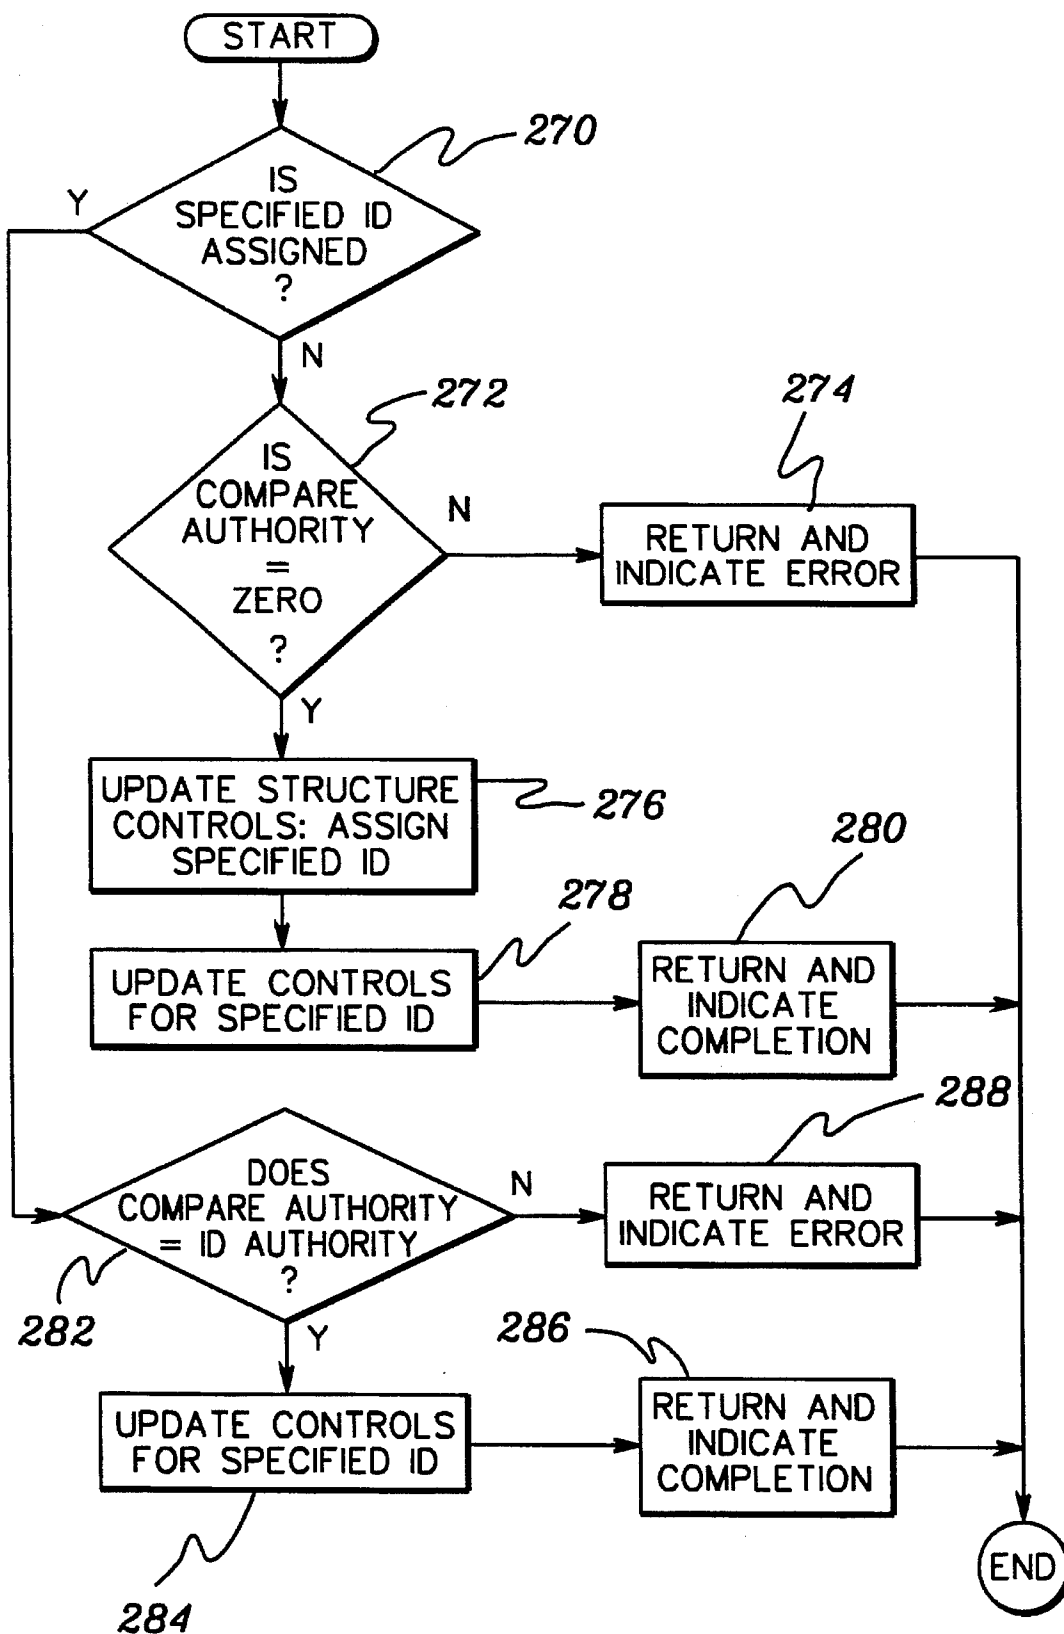 START
270
Y
IS
SPECIFIED ID
ASSIGNED
?
N
272
274
IS
COMPARE
AUTHORITY
=
ZERO
?
N
RETURN AND
INDICATE ERROR
Y
UPDATE STRUCTURE
CONTROLS: ASSIGN
SPECIFIED ID
276
280
278
UPDATE CONTROLS
FOR SPECIFIED ID
RETURN AND
INDICATE
COMPLETION
288
DOES
COMPARE AUTHORITY
= ID AUTHORITY
?
N
RETURN AND
INDICATE ERROR
282
Y
286
UPDATE CONTROLS
FOR SPECIFIED ID
RETURN AND
INDICATE
COMPLETION
END
284